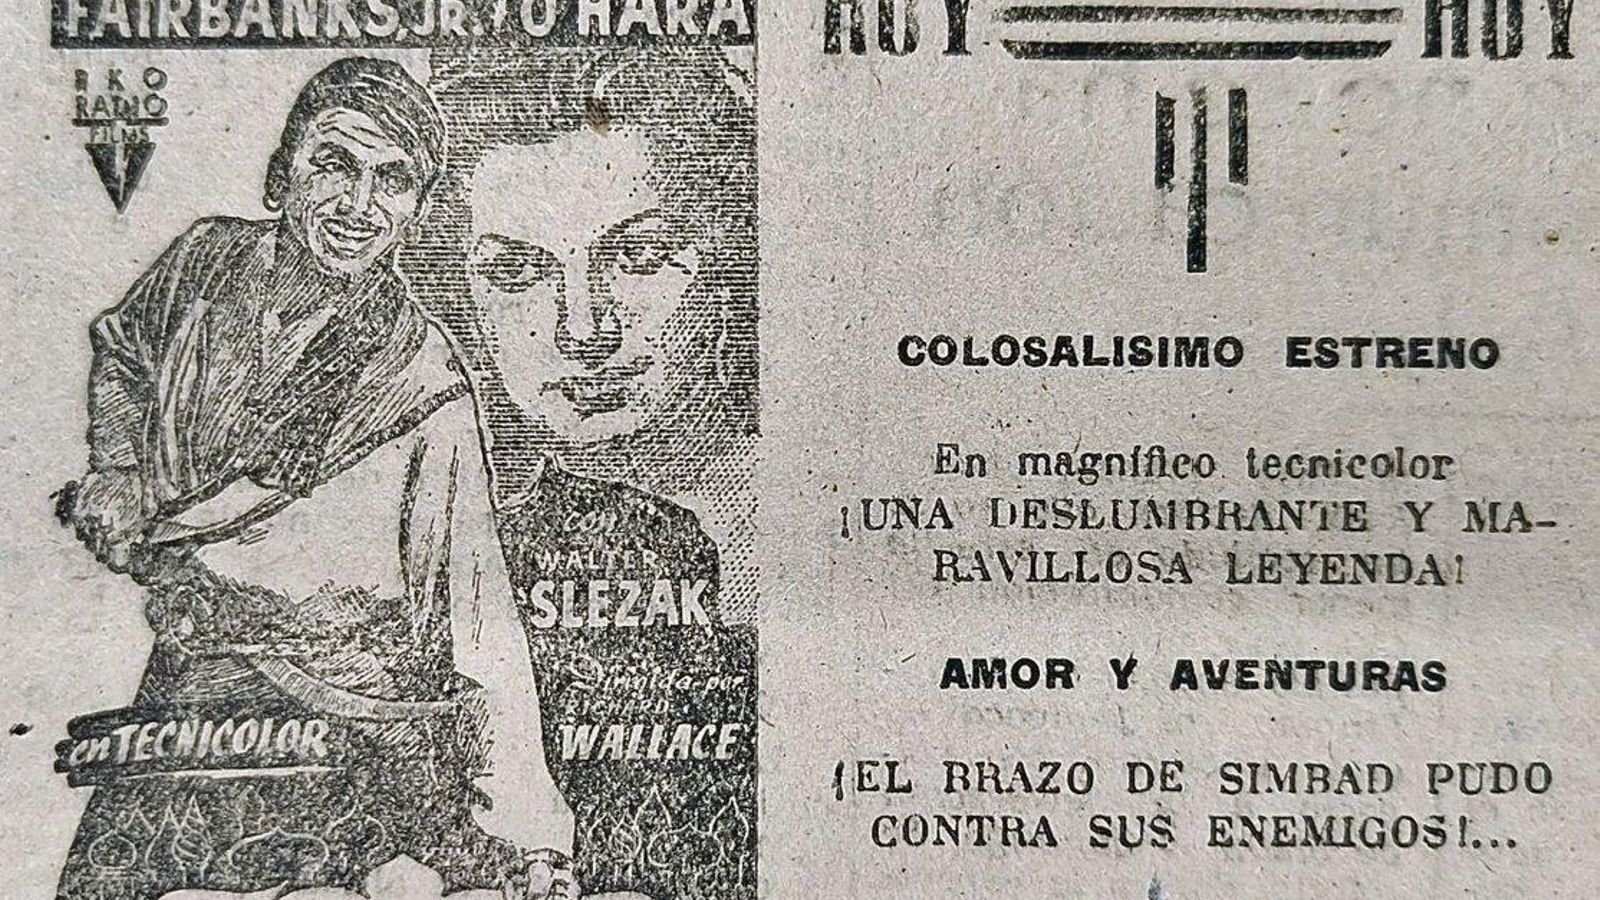 FAIRBANKS, JR. Y O'HARA
RKO
RADIO
FILMS
con
WALTER
SLEZAK
Dirigida por
RICHARD
WALLACE
en TECNICOLOR
HOY HOY
COLOSALISIMO ESTRENO
En magnífico tecnicolor
¡UNA DESLUMBRANTE Y MA-
RAVILLOSA LEYENDA!
AMOR Y AVENTURAS
¡EL BRAZO DE SIMBAD PUDO
CONTRA SUS ENEMIGOS!...